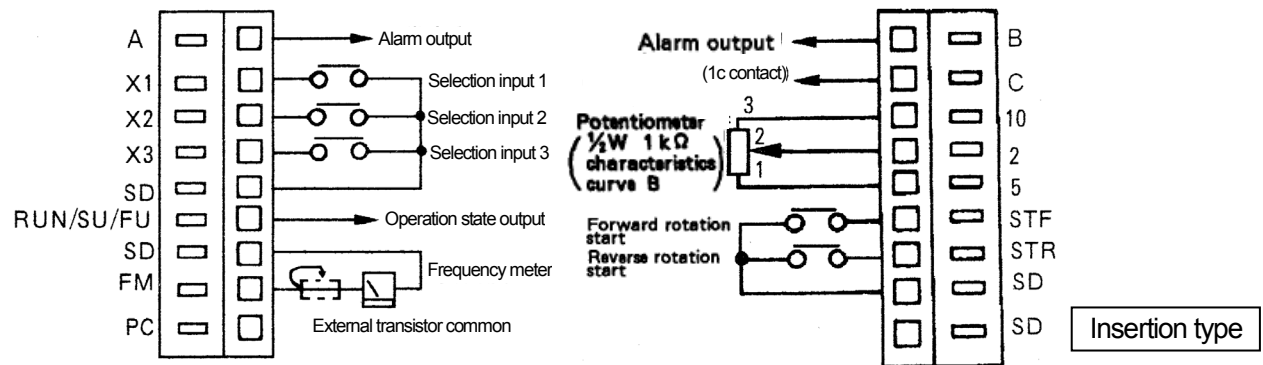 A
Alarm output
X1
Selection input 1
X2
Selection input 2
X3
Selection input 3
SD
RUN/SU/FU
Operation state output
SD
Frequency meter
FM
External transistor common
PC
Alarm output
B
(1c contact))
C
3
10
Potentiometer
½W 1kΩ
characteristics
curve B
2
2
1
5
Forward rotation
start
STF
Reverse rotation
start
STR
SD
SD
Insertion type